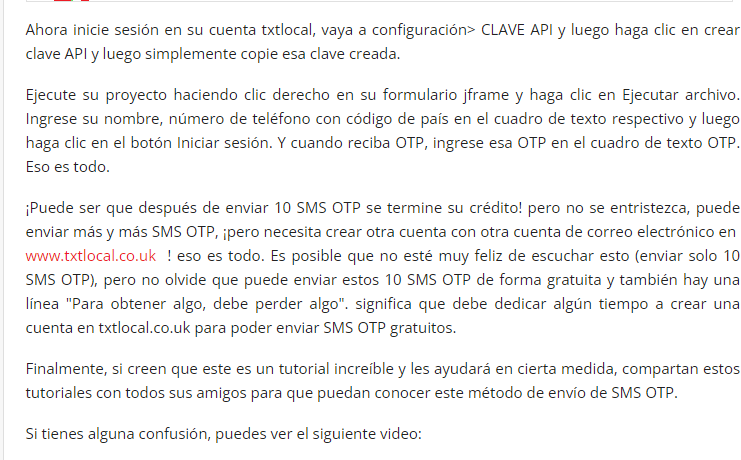 Ahora inicie sesión en su cuenta txtlocal, vaya a configuración> CLAVE API y luego haga clic en crear
clave API y luego simplemente copie esa clave creada.
Ejecute su proyecto haciendo clic derecho en su formulario jframe y haga clic en Ejecutar archivo.
Ingrese su nombre, número de teléfono con código de país en el cuadro de texto respectivo y luego
haga clic en el botón Iniciar sesión. Y cuando reciba OTP, ingrese esa OTP en el cuadro de texto OTP.
Eso es todo.
¡Puede ser que después de enviar 10 SMS OTP se termine su crédito! pero no se entristezca, puede
enviar más y más SMS OTP, ¡pero necesita crear otra cuenta con otra cuenta de correo electrónico en
www.txtlocal.co.uk ! eso es todo. Es posible que no esté muy feliz de escuchar esto (enviar solo 10
SMS OTP), pero no olvide que puede enviar estos 10 SMS OTP de forma gratuita y también hay una
línea "Para obtener algo, debe perder algo". significa que debe dedicar algún tiempo a crear una
cuenta en txtlocal.co.uk para poder enviar SMS OTP gratuitos.
Finalmente, si creen que este es un tutorial increíble y les ayudará en cierta medida, compartan estos
tutoriales con todos sus amigos para que puedan conocer este método de envío de SMS OTP.
Si tienes alguna confusión, puedes ver el siguiente video: